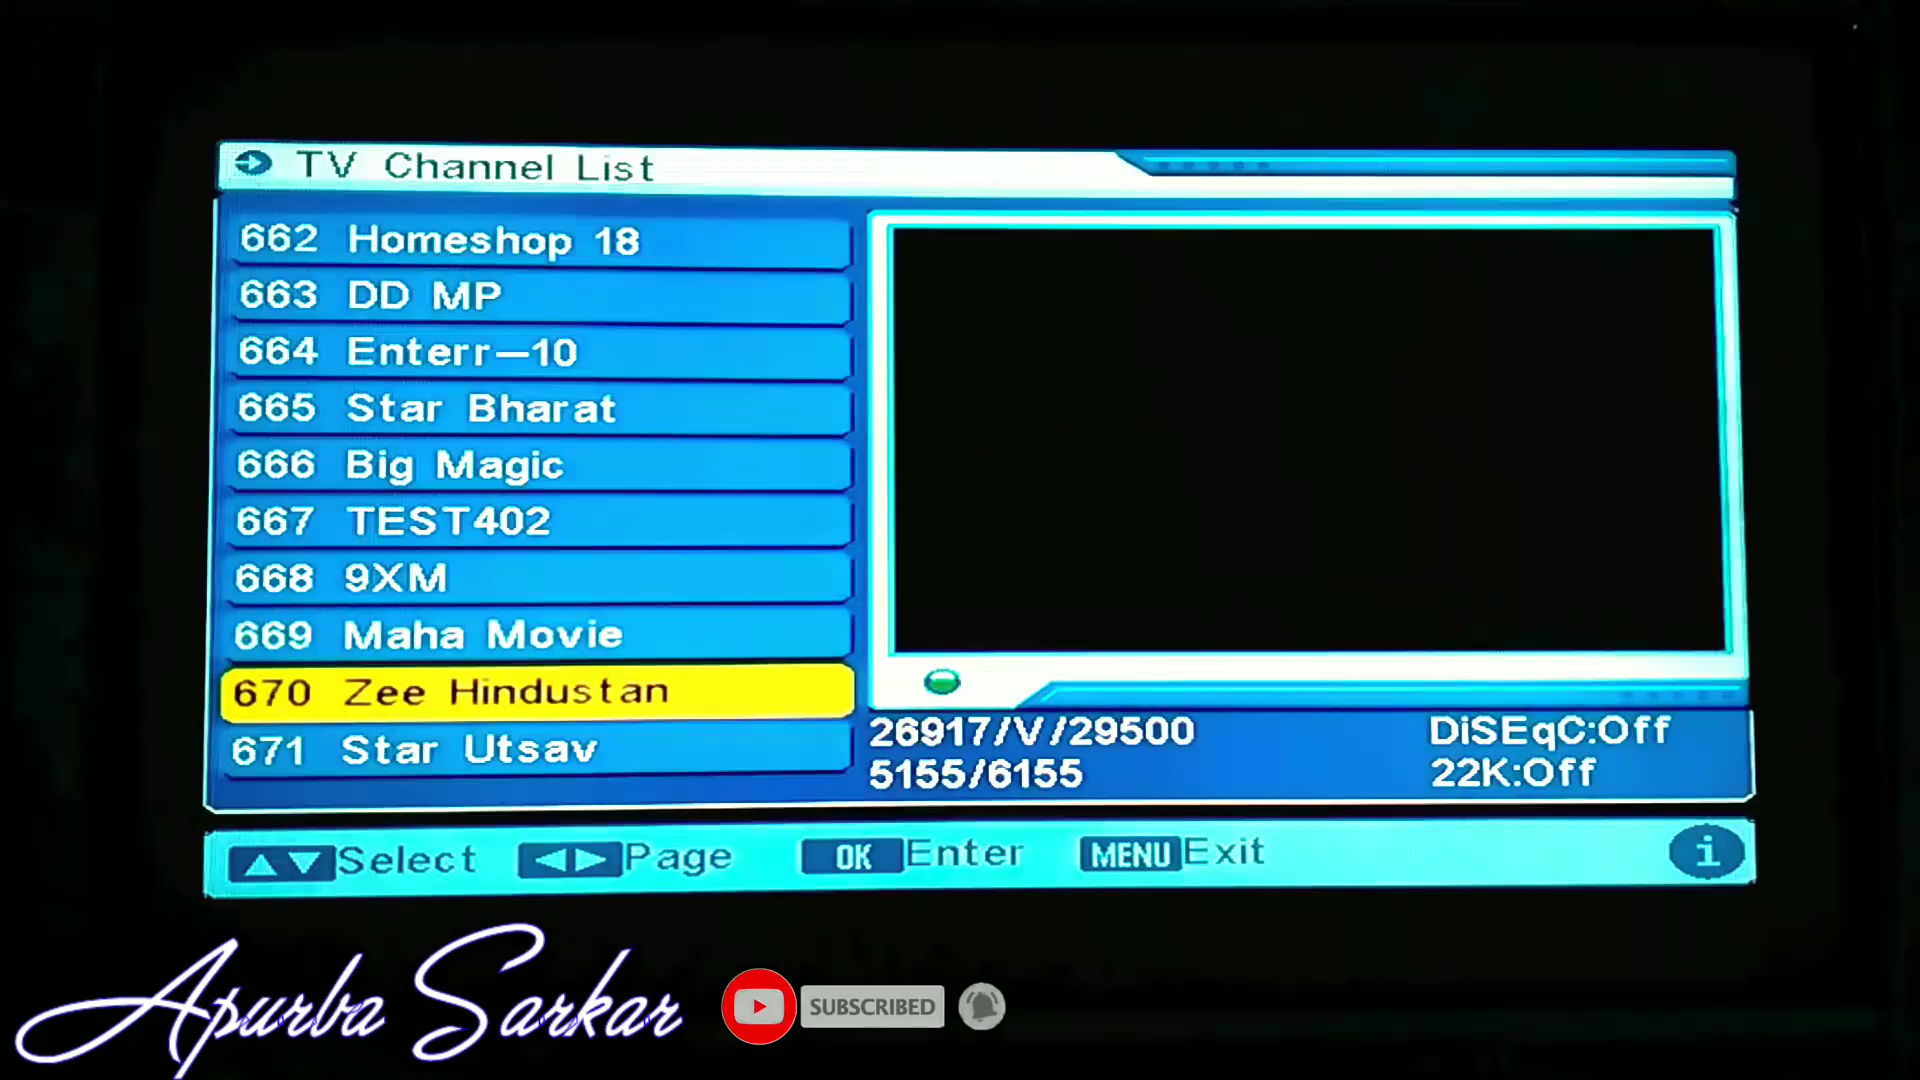 TV Channel List
662 Homeshop 18
663 DD MP
664 Enterr-10
665 Star Bharat
666 Big Magic
667 TEST402
668 9XM
669 Maha Movie
670 Zee Hindustan
671 Star Utsav
26917/V/29500
DiSEqC:Off
5155/6155
22K:Off
Select
Page
OK Enter
MENU Exit
i
Apurba Sarkar
SUBSCRIBED